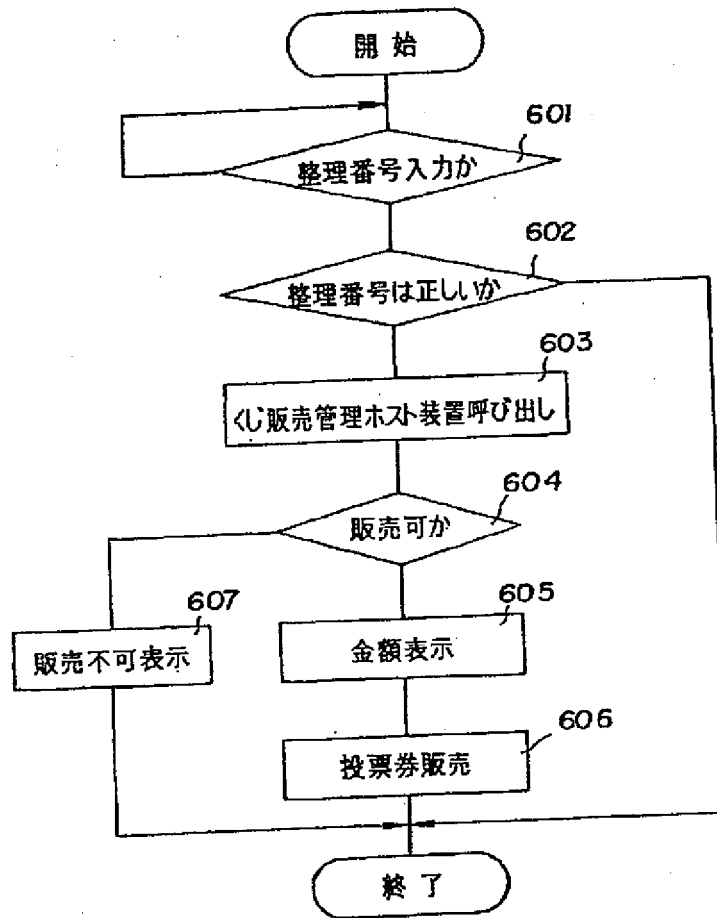 開始
601
整理番号入力か
602
整理番号は正しいか
603
くじ販売管理ホスト装置呼び出し
604
販売可か
605
金額表示
607
販売不可表示
606
投票券販売
終了